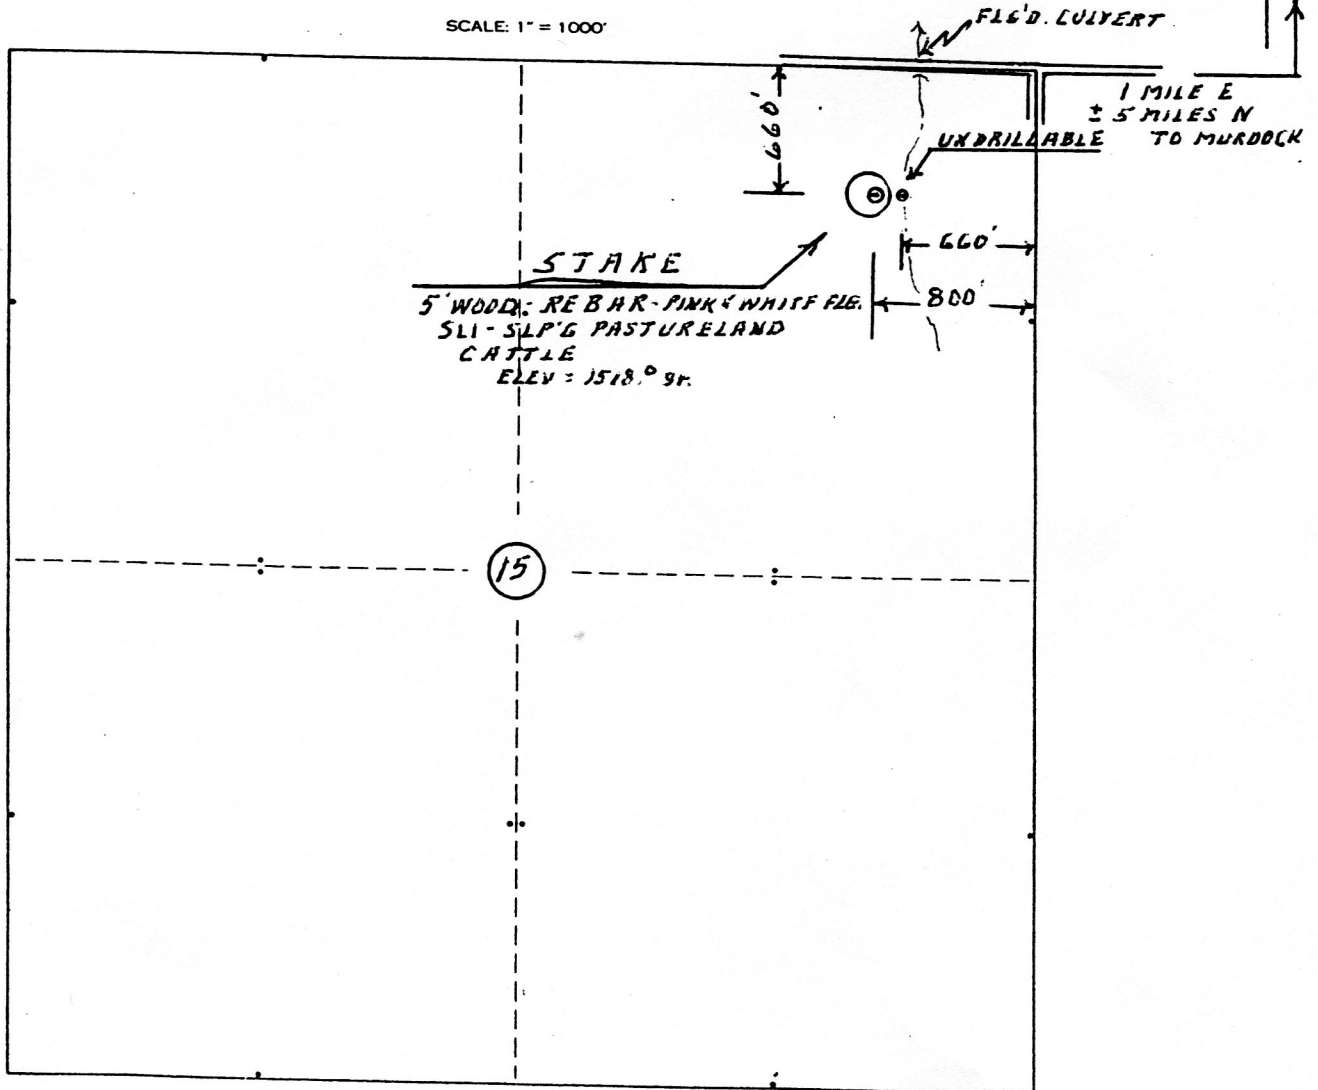 SCALE: 1" = 1000'
FLG'D. CULVERT
1 MILE E
± 5 MILES N
TO MURDOCK
660'
UNDRILLABLE
660'
STAKE
800'
5' WOOD: REBAR - PINK & WHITE FLG.
SLI - SLP'G PASTURELAND
CATTLE
ELEV = 1518.0 gr.
15